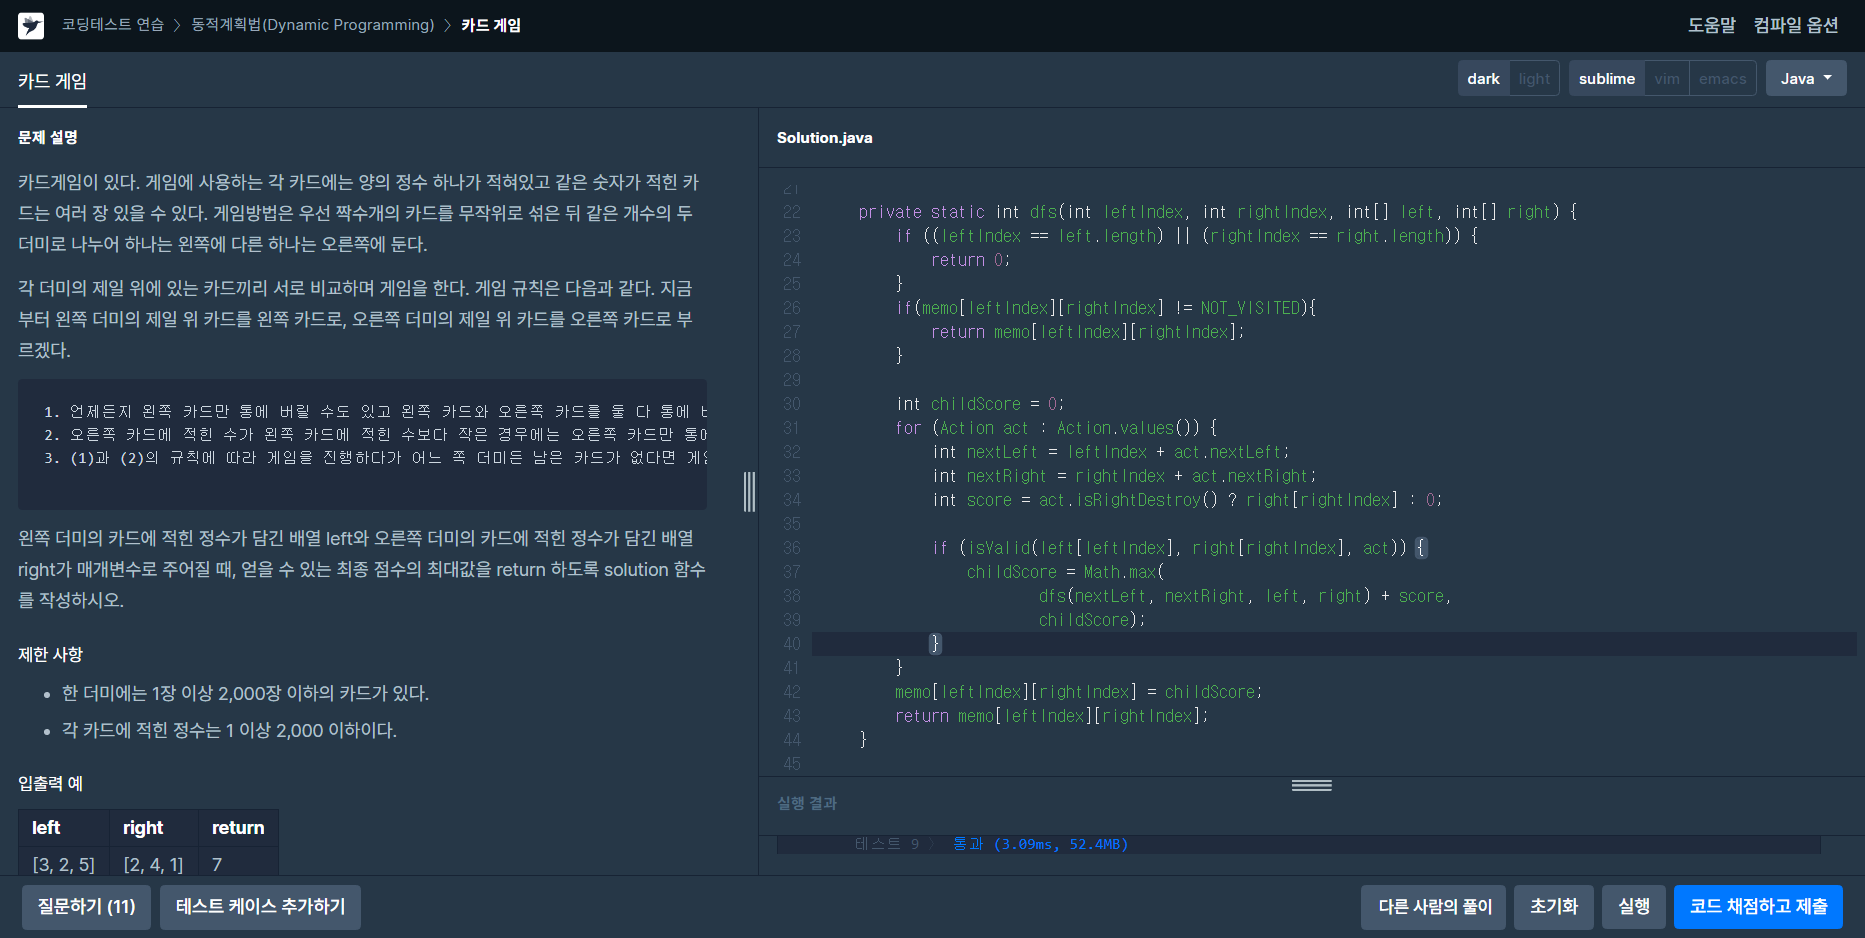 코딩테스트 연습 > 동적계획법(Dynamic Programming) > 카드 게임
도움말 컴파일 옵션
카드 게임
dark light sublime vim emacs Java
문제 설명
카드게임이 있다. 게임에 사용하는 각 카드에는 양의 정수 하나가 적혀있고 같은 숫자가 적힌 카
드는 여러 장 있을 수 있다. 게임방법은 우선 짝수개의 카드를 무작위로 섞은 뒤 같은 개수의 두
더미로 나누어 하나는 왼쪽에 다른 하나는 오른쪽에 둔다.
각 더미의 제일 위에 있는 카드끼리 서로 비교하며 게임을 한다. 게임 규칙은 다음과 같다. 지금
부터 왼쪽 더미의 제일 위 카드를 왼쪽 카드로, 오른쪽 더미의 제일 위 카드를 오른쪽 카드로 부
르겠다.
1. 언제든지 왼쪽 카드만 통에 버릴 수도 있고 왼쪽 카드와 오른쪽 카드를 둘 다 통에
2. 오른쪽 카드에 적힌 수가 왼쪽 카드에 적힌 수보다 작은 경우에는 오른쪽 카드만 통에
3. (1)과 (2)의 규칙에 따라 게임을 진행하다가 어느 쪽 더미든 남은 카드가 없다면
왼쪽 더미의 카드에 적힌 정수가 담긴 배열 left와 오른쪽 더미의 카드에 적힌 정수가 담긴 배열
right가 매개변수로 주어질 때, 얻을 수 있는 최종 점수의 최대값을 return 하도록 solution 함수
를 작성하시오.
제한 사항
• 한 더미에는 1장 이상 2,000장 이하의 카드가 있다.
• 각 카드에 적힌 정수는 1 이상 2,000 이하이다.
입출력 예
left right return
[3, 2, 5] [2, 4, 1] 7
Solution.java
21
22 private static int dfs(int leftIndex, int rightIndex, int[] left, int[] right) {
23 if ((leftIndex == left.length) || (rightIndex == right.length)) {
24 return 0;
25 }
26 if(memo[leftIndex][rightIndex] != NOT_VISITED){
27 return memo[leftIndex][rightIndex];
28 }
29
30 int childScore = 0;
31 for (Action act : Action.values()) {
32 int nextLeft = leftIndex + act.nextLeft;
33 int nextRight = rightIndex + act.nextRight;
34 int score = act.isRightDestroy() ? right[rightIndex] : 0;
35
36 if (isValid(left[leftIndex], right[rightIndex], act)) {
37 childScore = Math.max(
38 dfs(nextLeft, nextRight, left, right) + score,
39 childScore);
40 }
41 }
42 memo[leftIndex][rightIndex] = childScore;
43 return memo[leftIndex][rightIndex];
44 }
45
실행 결과
테스트 9 > 통과 (3.09ms, 52.4MB)
질문하기 (11) 테스트 케이스 추가하기 다른 사람의 풀이 초기화 실행 코드 채점하고 제출